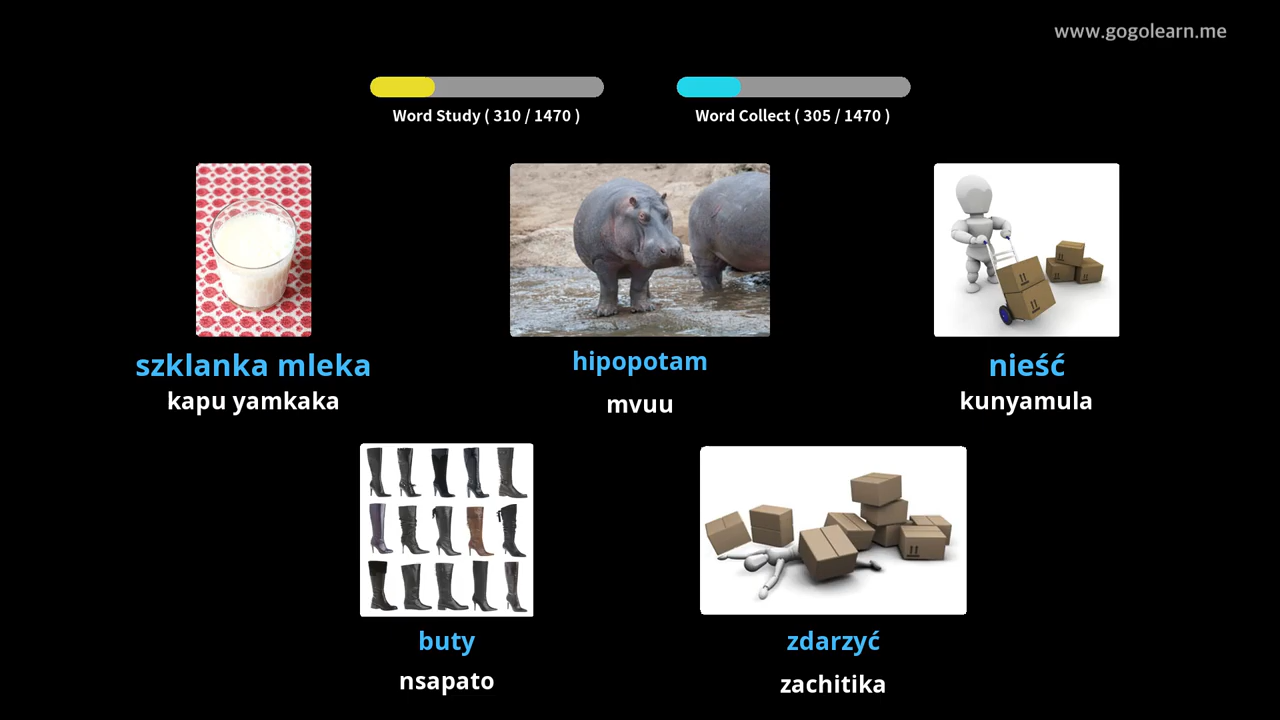 www.gogolearn.me
Word Study ( 310 / 1470 )
Word Collect ( 305 / 1470 )
szklanka mleka
kapu yamkaka
hipopotam
mvuu
nieść
kunyamula
buty
nsapato
zdarzyć
zachitika